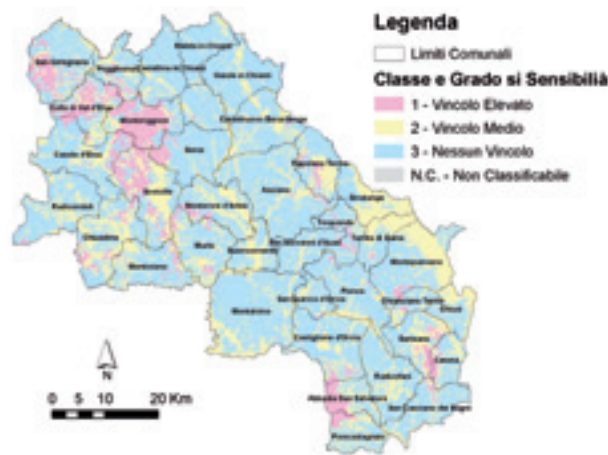 Legenda
Limiti Comunali
Classe e Grado si Sensibilià
1 - Vincolo Elevato
2 - Vincolo Medio
3 - Nessun Vincolo
N.C. - Non Classificabile
San Gimignano
Poggibonsi
Radda in Chianti
Gaiole in Chianti
Colle di Val d'Elsa
Monteriggioni
Castelnuovo Berardenga
Casole d'Elsa
Siena
Rapolano Terme
Sovicille
Asciano
Sinalunga
Radicondoli
Monteroni d'Arbia
Trequanda
Chiusdino
Murlo
Buonconvento
San Giovanni d'Asso
Torrita di Siena
Monticiano
Montepulciano
Pienza
Chianciano Terme
Montalcino
San Quirico d'Orcia
Chiusi
Castiglione d'Orcia
Sarteano
Cetona
Radicofani
Abbadia San Salvatore
San Casciano dei Bagni
Piancastagnaio
N
0 5 10 20 Km